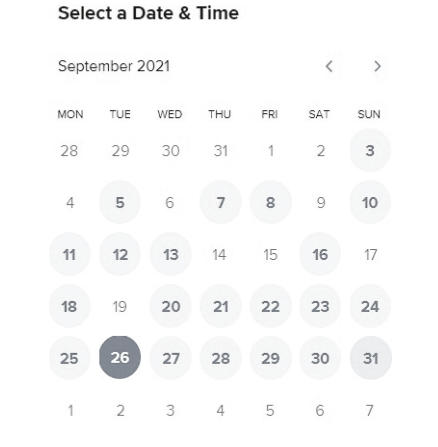 Select a Date & Time
September 2021
MON TUE WED THU FRI SAT SUN
28 29 30 31 1 2 3
4 5 6 7 8 9 10
11 12 13 14 15 16 17
18 19 20 21 22 23 24
25 26 27 28 29 30 31
1 2 3 4 5 6 7